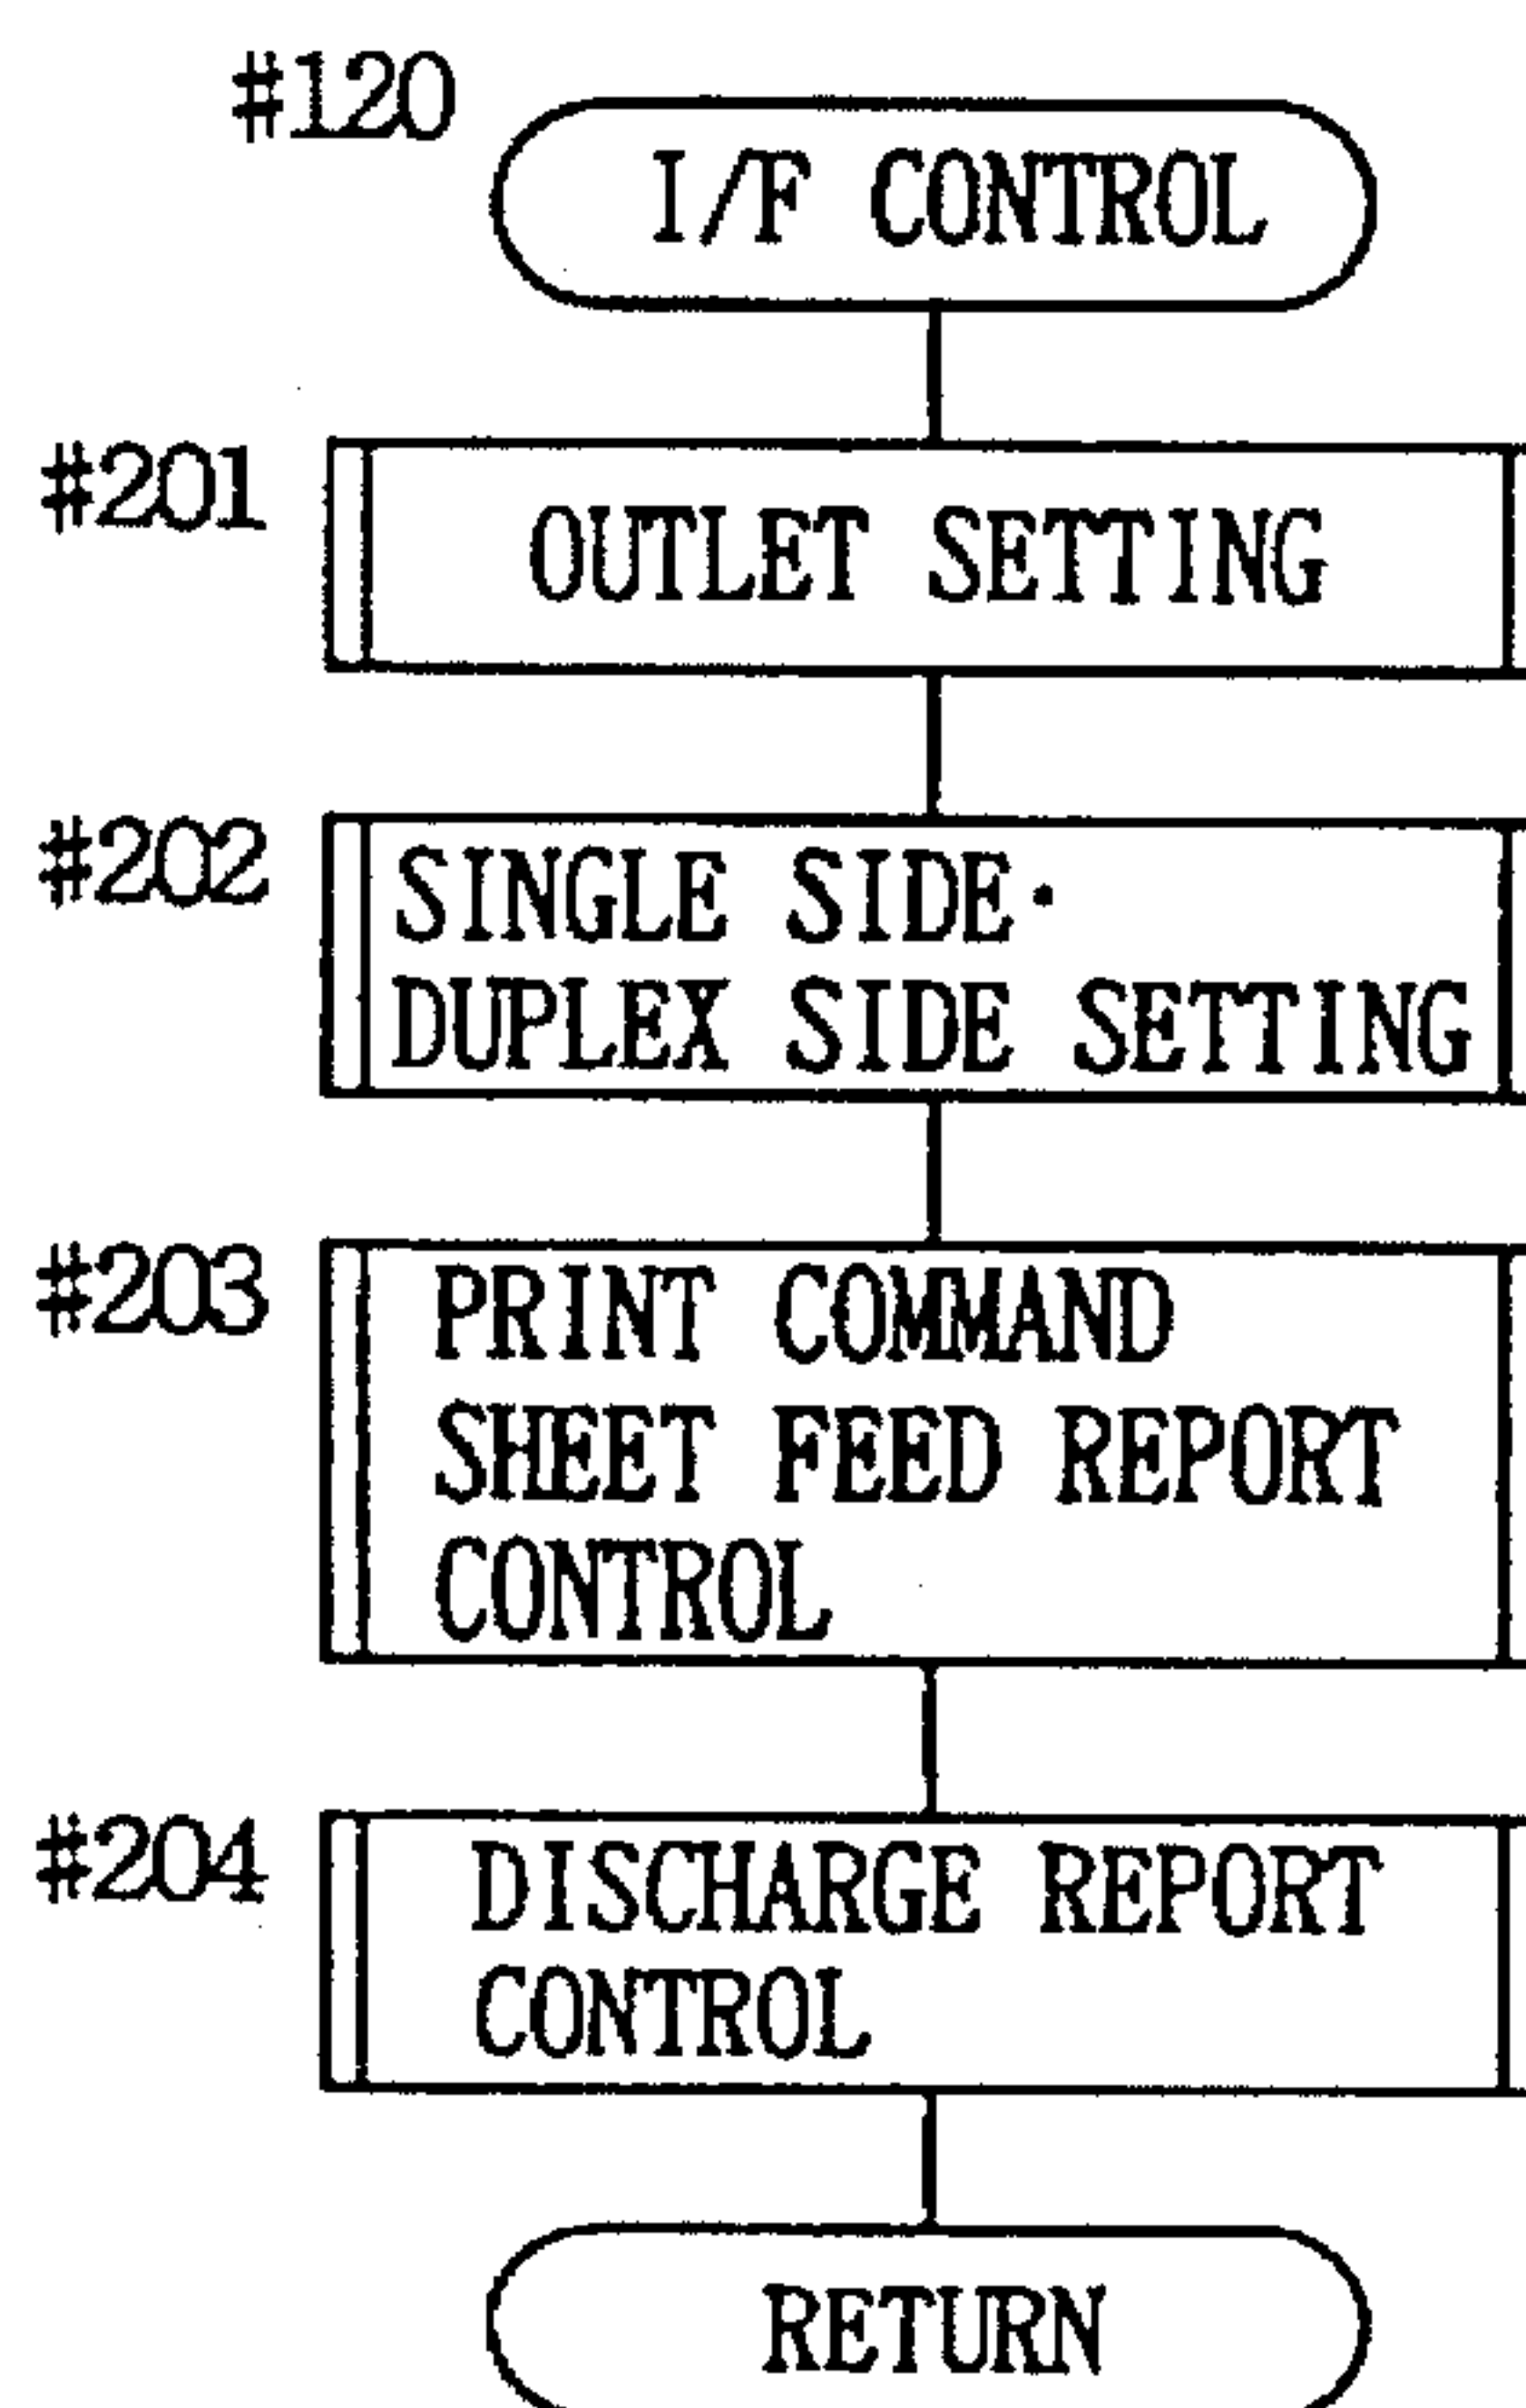 #120
I/F CONTROL
#201
OUTLET SETTING
#202
SINGLE SIDE・
DUPLEX SIDE SETTING
#203
PRINT COMMAND
SHEET FEED REPORT
CONTROL
#204
DISCHARGE REPORT
CONTROL
RETURN